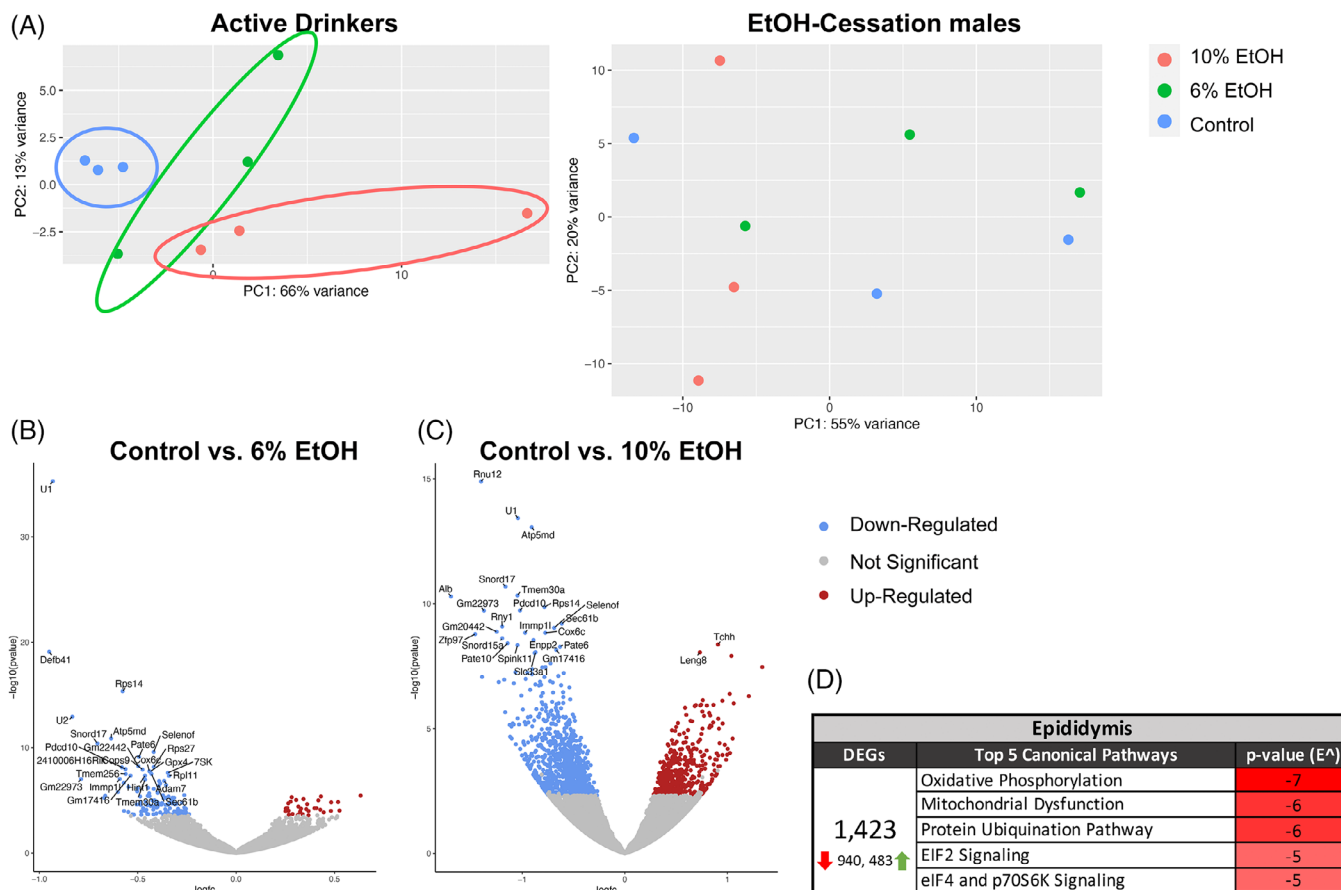 (A)
Active Drinkers
EtOH-Cessation males
10% EtOH
6% EtOH
Control
PC2: 13% variance
5.0
2.5
0.0
−2.5
0
10
PC1: 66% variance
PC2: 20% variance
10
5
0
−5
−10
−10
0
10
PC1: 55% variance
(B)
Control vs. 6% EtOH
−log10(pvalue)
30
20
10
0
−1.0
−0.5
0.0
0.5
U1
Defb41
Rps14
U2
Snord17
Atp5md
Selenof
Pdcd10
Gm22442
Pate6
Rps27
2410006H16Rik
Cops9
Cox6c
Gpx4
7SK
Tmem256
Rpl11
Gm22973
Immp1l
Hint1
Adam7
Gm17416
Tmem30a
Sec61b
(C)
Control vs. 10% EtOH
−log10(pvalue)
15
10
5
0
−1
0
1
Rnu12
U1
Atp5md
Snord17
Alb
Tmem30a
Gm22973
Pdcd10
Rps14
Selenof
Rny1
Sec61b
Gm20442
Immp1l
Cox6c
Zfp97
Snord15a
Enpp2
Pate6
Pate10
Spink11
Gm17416
Slc33a1
Tchh
Leng8
Down-Regulated
Not Significant
Up-Regulated
(D)
Epididymis
DEGs
Top 5 Canonical Pathways
p-value (E^)
Oxidative Phosphorylation
-7
Mitochondrial Dysfunction
-6
Protein Ubiquination Pathway
-6
EIF2 Signaling
-5
eIF4 and p70S6K Signaling
-5
1,423
940, 483